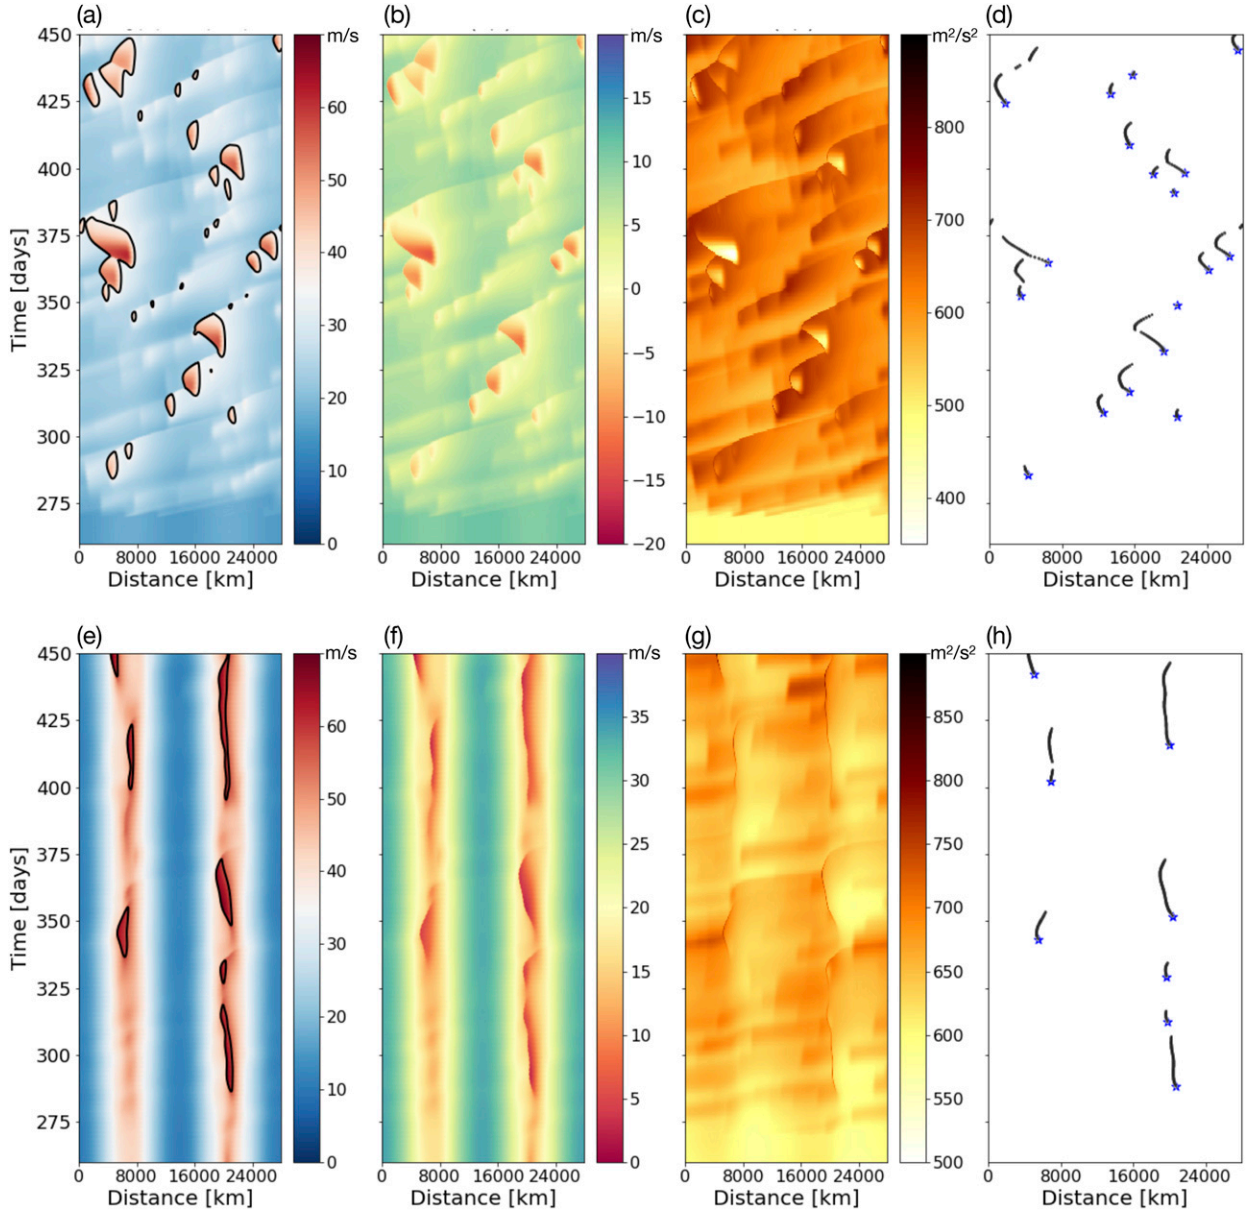 (a) (b) (c) (d)
m/s m/s m²/s²
450 425 400 375 350 325 300 275
60 50 40 30 20 10 0
15 10 5 0 −5 −10 −15 −20
800 700 600 500 400
Time [days]
0 8000 16000 24000 0 8000 16000 24000 0 8000 16000 24000 0 8000 16000 24000
Distance [km] Distance [km] Distance [km] Distance [km]
(e) (f) (g) (h)
m/s m/s m²/s²
450 425 400 375 350 325 300 275
60 50 40 30 20 10 0
35 30 25 20 15 10 5 0
850 800 750 700 650 600 550 500
Time [days]
0 8000 16000 24000 0 8000 16000 24000 0 8000 16000 24000 0 8000 16000 24000
Distance [km] Distance [km] Distance [km] Distance [km]